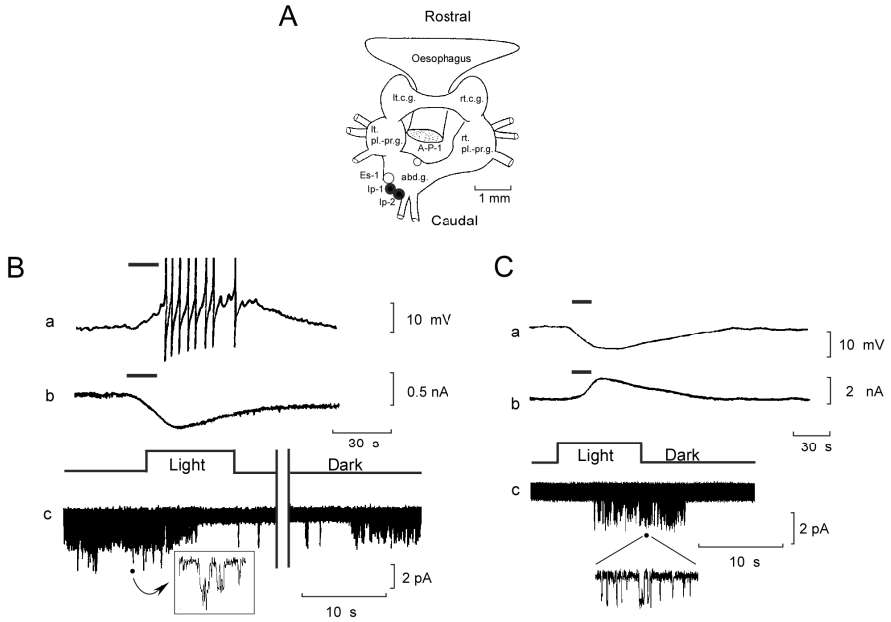 A
Rostral
Oesophagus
lt.c.g.
rt.c.g.
lt.
pl.-pr.g.
rt.
pl.-pr.g.
A-P-1
Es-1
abd.g.
Ip-1
Ip-2
1 mm
Caudal
B
a
10 mV
b
0.5 nA
30 s
Light
Dark
c
2 pA
10 s
C
a
10 mV
b
2 nA
30 s
Light
Dark
c
2 pA
10 s